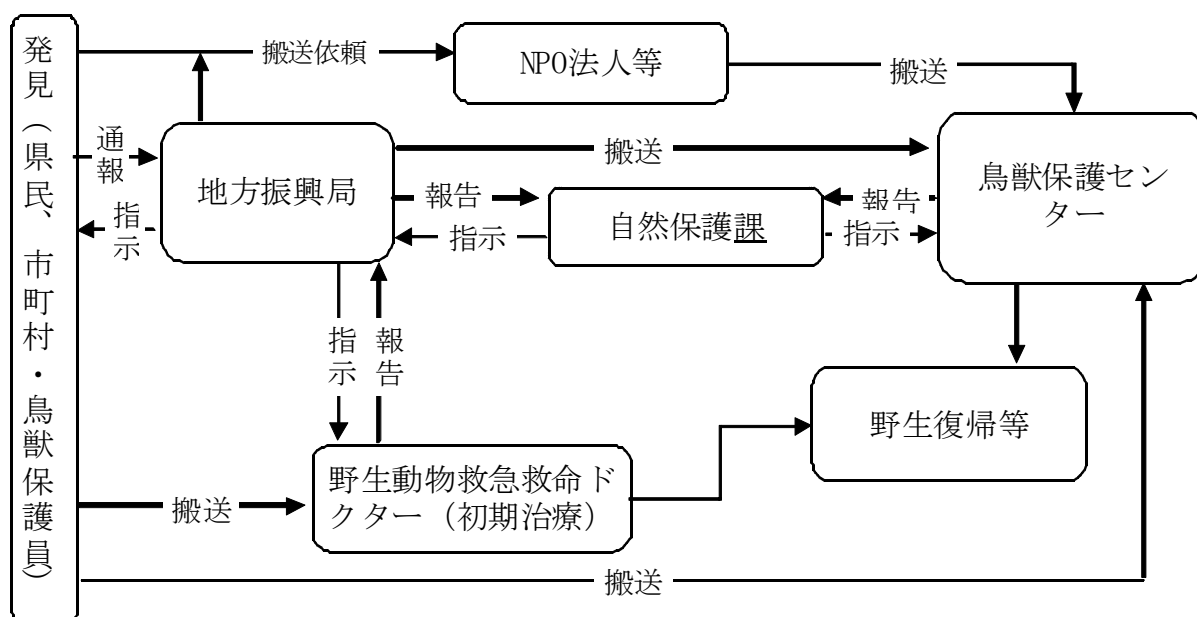 発見（県民、市町村・鳥獣保護員）
搬送依頼
NPO法人等
搬送
通報
地方振興局
搬送
鳥獣保護セン
ター
報告
自然保護課
報告
指示
指示
指示
指示
報告
野生復帰等
野生動物救急救命ド
クター（初期治療）
搬送
搬送